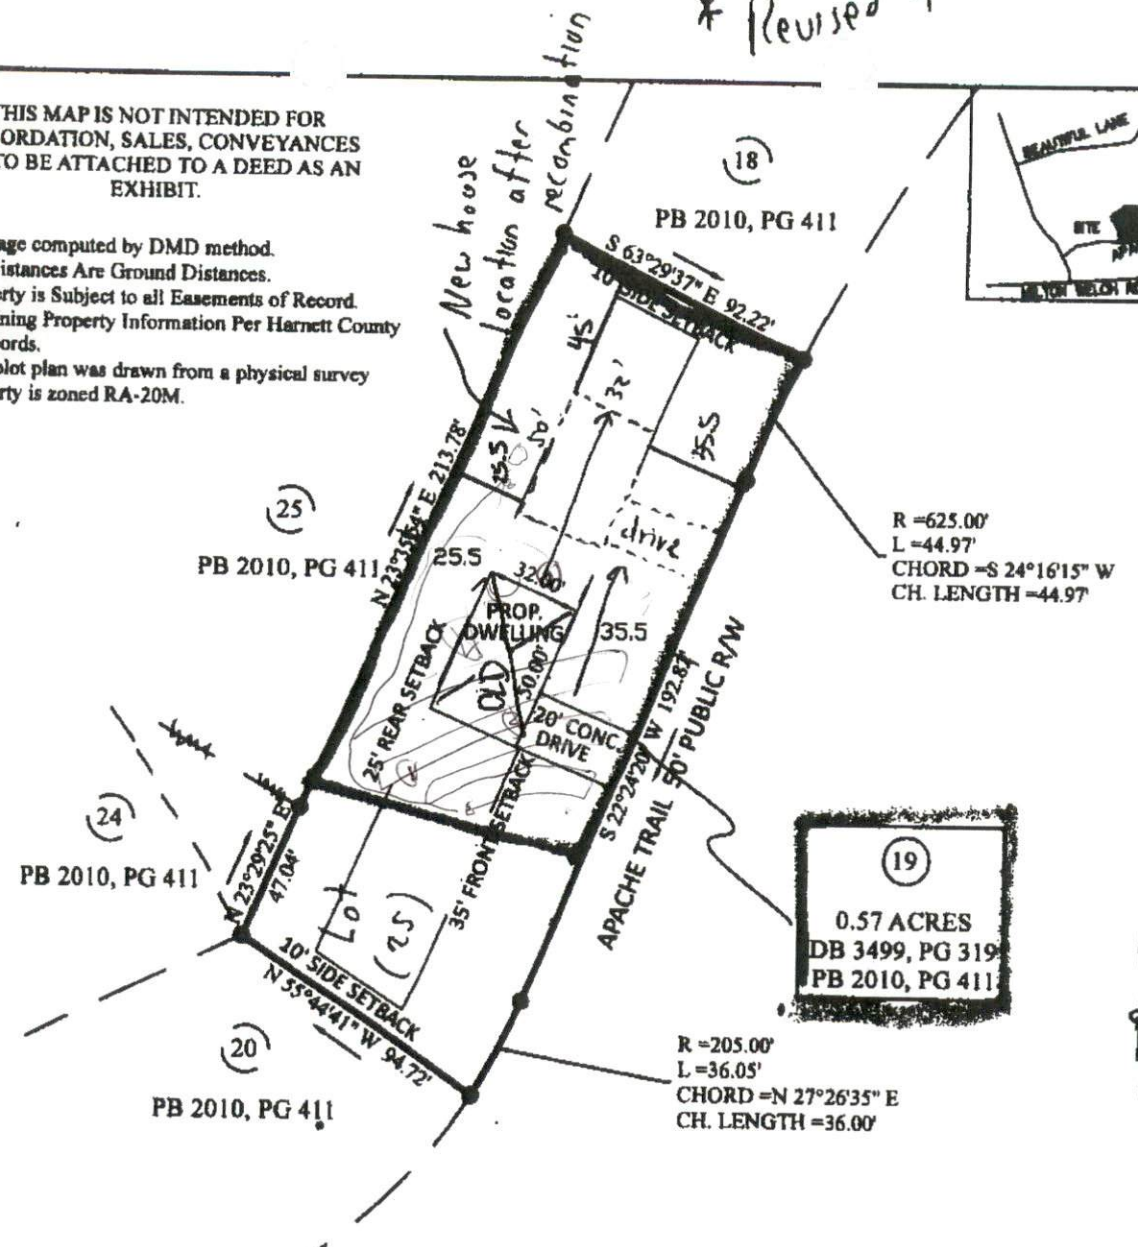 * Revised
THIS MAP IS NOT INTENDED FOR
ORDATION, SALES, CONVEYANCES
TO BE ATTACHED TO A DEED AS AN
EXHIBIT.
age computed by DMD method.
istances Are Ground Distances.
rty is Subject to all Easements of Record.
ning Property Information Per Harnett County
ords.
plot plan was drawn from a physical survey
rty is zoned RA-20M.
New house
location after
recombination
18
PB 2010, PG 411
BEAUTIFUL LANE
SITE
S 63°29'37" E 92.22'
10' SIDE SETBACK
45'
32'
50'
25.5
35.5
drive
R =625.00'
L =44.97'
CHORD =S 24°16'15" W
CH. LENGTH =44.97'
25
PB 2010, PG 411
25.5
32.00'
PROP.
DWELLING
OLD
50.00'
35.5
25' REAR SETBACK
20' CONC.
DRIVE
S 22°24'20" W 192.87'
APACHE TRAIL 50' PUBLIC R/W
35' FRONT SETBACK
24
PB 2010, PG 411
N 23°29'25" E
47.04'
LOT
(25)
10' SIDE SETBACK
N 55°44'41" W 94.72'
19
0.57 ACRES
DB 3499, PG 319
PB 2010, PG 411
20
PB 2010, PG 411
R =205.00'
L =36.05'
CHORD =N 27°26'35" E
CH. LENGTH =36.00'